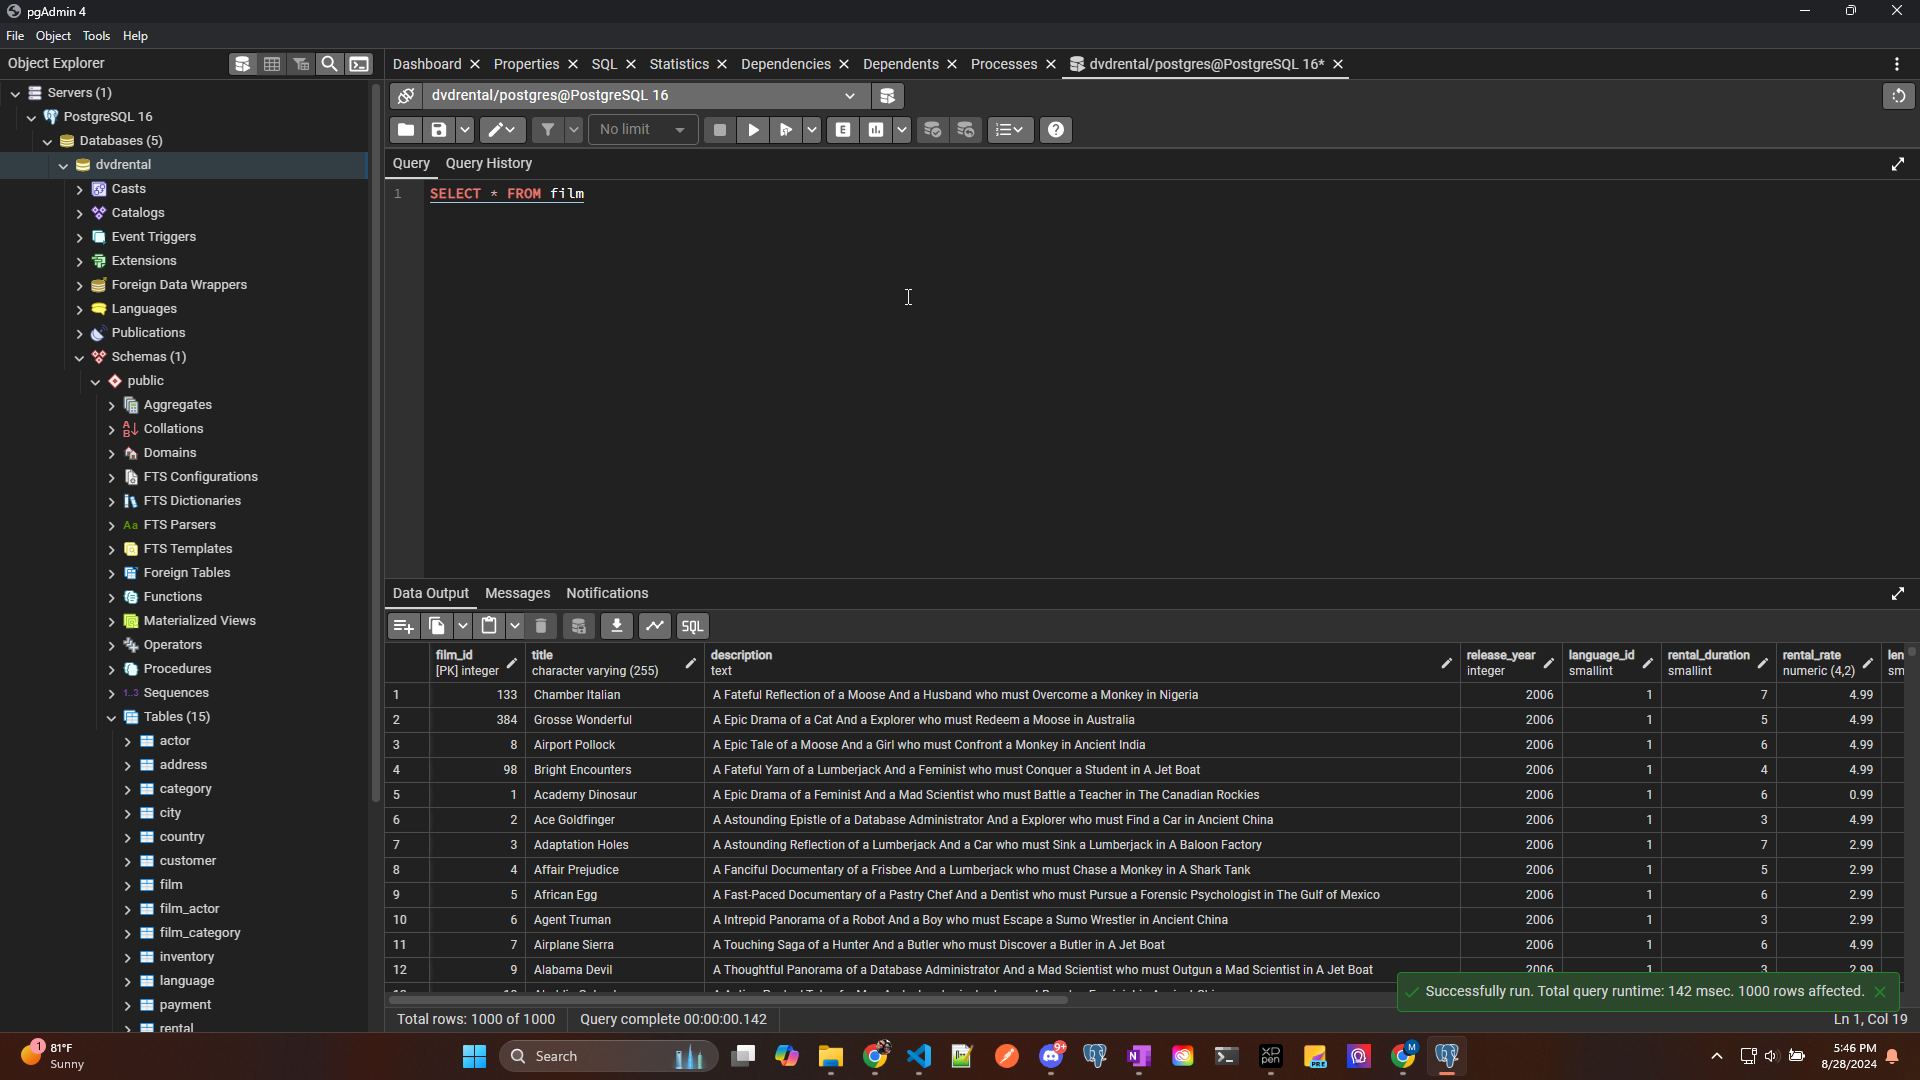 pgAdmin 4
File Object Tools Help
Object Explorer
Dashboard Properties SQL Statistics Dependencies Dependents Processes dvdrental/postgres@PostgreSQL 16*
Servers (1)
PostgreSQL 16
Databases (5)
dvdrental
Casts
Catalogs
Event Triggers
Extensions
Foreign Data Wrappers
Languages
Publications
Schemas (1)
public
Aggregates
Collations
Domains
FTS Configurations
FTS Dictionaries
Aa FTS Parsers
FTS Templates
Foreign Tables
Functions
Materialized Views
Operators
Procedures
1..3 Sequences
Tables (15)
actor
address
category
city
country
customer
film
film_actor
film_category
inventory
language
payment
rental
dvdrental/postgres@PostgreSQL 16
No limit E
Query Query History
1 SELECT * FROM film
Data Output Messages Notifications
SQL
film_id title description release_year language_id rental_duration rental_rate len
[PK] integer character varying (255) text integer smallint smallint numeric (4,2) sm
1 133 Chamber Italian A Fateful Reflection of a Moose And a Husband who must Overcome a Monkey in Nigeria 2006 1 7 4.99
2 384 Grosse Wonderful A Epic Drama of a Cat And a Explorer who must Redeem a Moose in Australia 2006 1 5 4.99
3 8 Airport Pollock A Epic Tale of a Moose And a Girl who must Confront a Monkey in Ancient India 2006 1 6 4.99
4 98 Bright Encounters A Fateful Yarn of a Lumberjack And a Feminist who must Conquer a Student in A Jet Boat 2006 1 4 4.99
5 1 Academy Dinosaur A Epic Drama of a Feminist And a Mad Scientist who must Battle a Teacher in The Canadian Rockies 2006 1 6 0.99
6 2 Ace Goldfinger A Astounding Epistle of a Database Administrator And a Explorer who must Find a Car in Ancient China 2006 1 3 4.99
7 3 Adaptation Holes A Astounding Reflection of a Lumberjack And a Car who must Sink a Lumberjack in A Baloon Factory 2006 1 7 2.99
8 4 Affair Prejudice A Fanciful Documentary of a Frisbee And a Lumberjack who must Chase a Monkey in A Shark Tank 2006 1 5 2.99
9 5 African Egg A Fast-Paced Documentary of a Pastry Chef And a Dentist who must Pursue a Forensic Psychologist in The Gulf of Mexico 2006 1 6 2.99
10 6 Agent Truman A Intrepid Panorama of a Robot And a Boy who must Escape a Sumo Wrestler in Ancient China 2006 1 3 2.99
11 7 Airplane Sierra A Touching Saga of a Hunter And a Butler who must Discover a Butler in A Jet Boat 2006 1 6 4.99
12 9 Alabama Devil A Thoughtful Panorama of a Database Administrator And a Mad Scientist who must Outgun a Mad Scientist in A Jet Boat 2006 1 3 2.99
Successfully run. Total query runtime: 142 msec. 1000 rows affected.
Total rows: 1000 of 1000 Query complete 00:00:00.142 Ln 1, Col 19
1 81°F
Sunny
Search
9+
M
XP
PEN
PRE
5:46 PM
8/28/2024